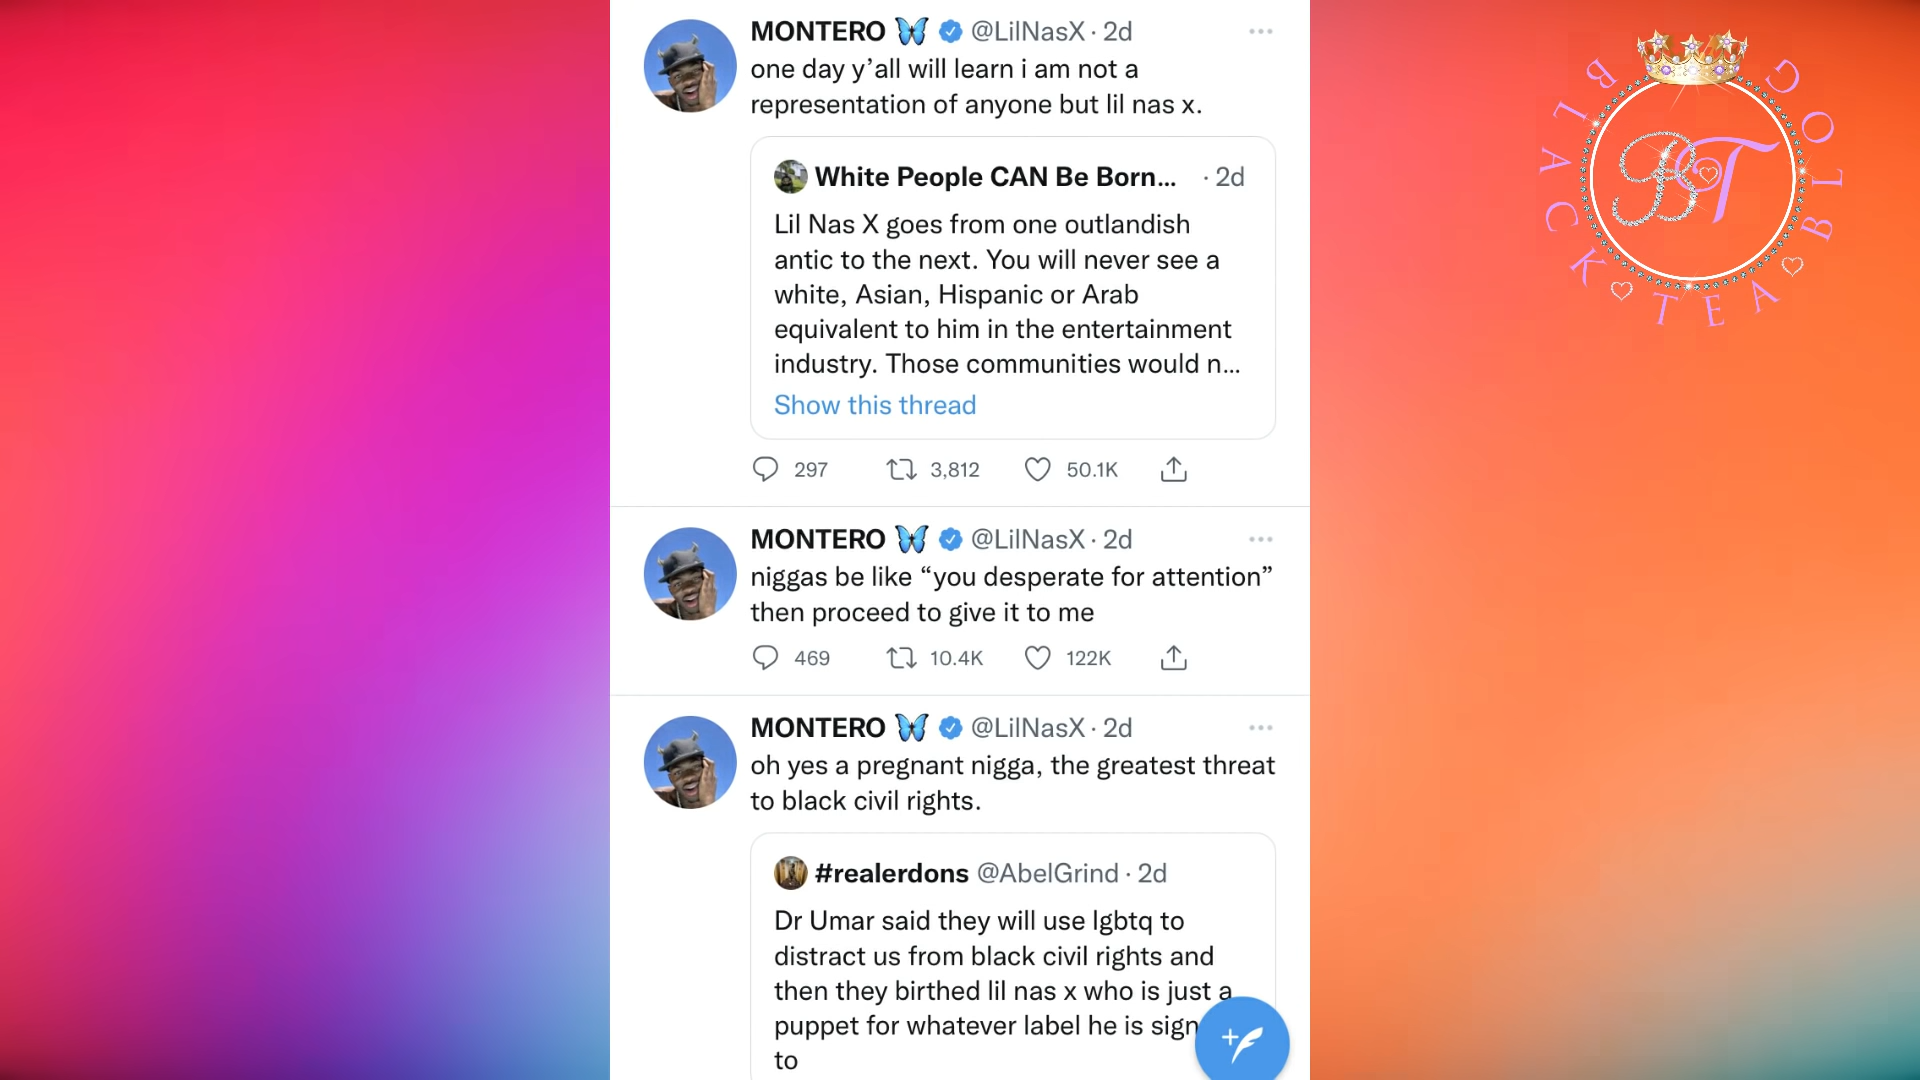 MONTERO 🦋 @LilNasX · 2d
one day y’all will learn i am not a
representation of anyone but lil nas x.
White People CAN Be Born... · 2d
Lil Nas X goes from one outlandish
antic to the next. You will never see a
white, Asian, Hispanic or Arab
equivalent to him in the entertainment
industry. Those communities would n...
Show this thread
297 3,812 50.1K
MONTERO 🦋 @LilNasX · 2d
niggas be like “you desperate for attention”
then proceed to give it to me
469 10.4K 122K
MONTERO 🦋 @LilNasX · 2d
oh yes a pregnant nigga, the greatest threat
to black civil rights.
#realerdons @AbelGrind · 2d
Dr Umar said they will use lgbtq to
distract us from black civil rights and
then they birthed lil nas x who is just a
puppet for whatever label he is sign
to
BLACK TEA BLOG
BT